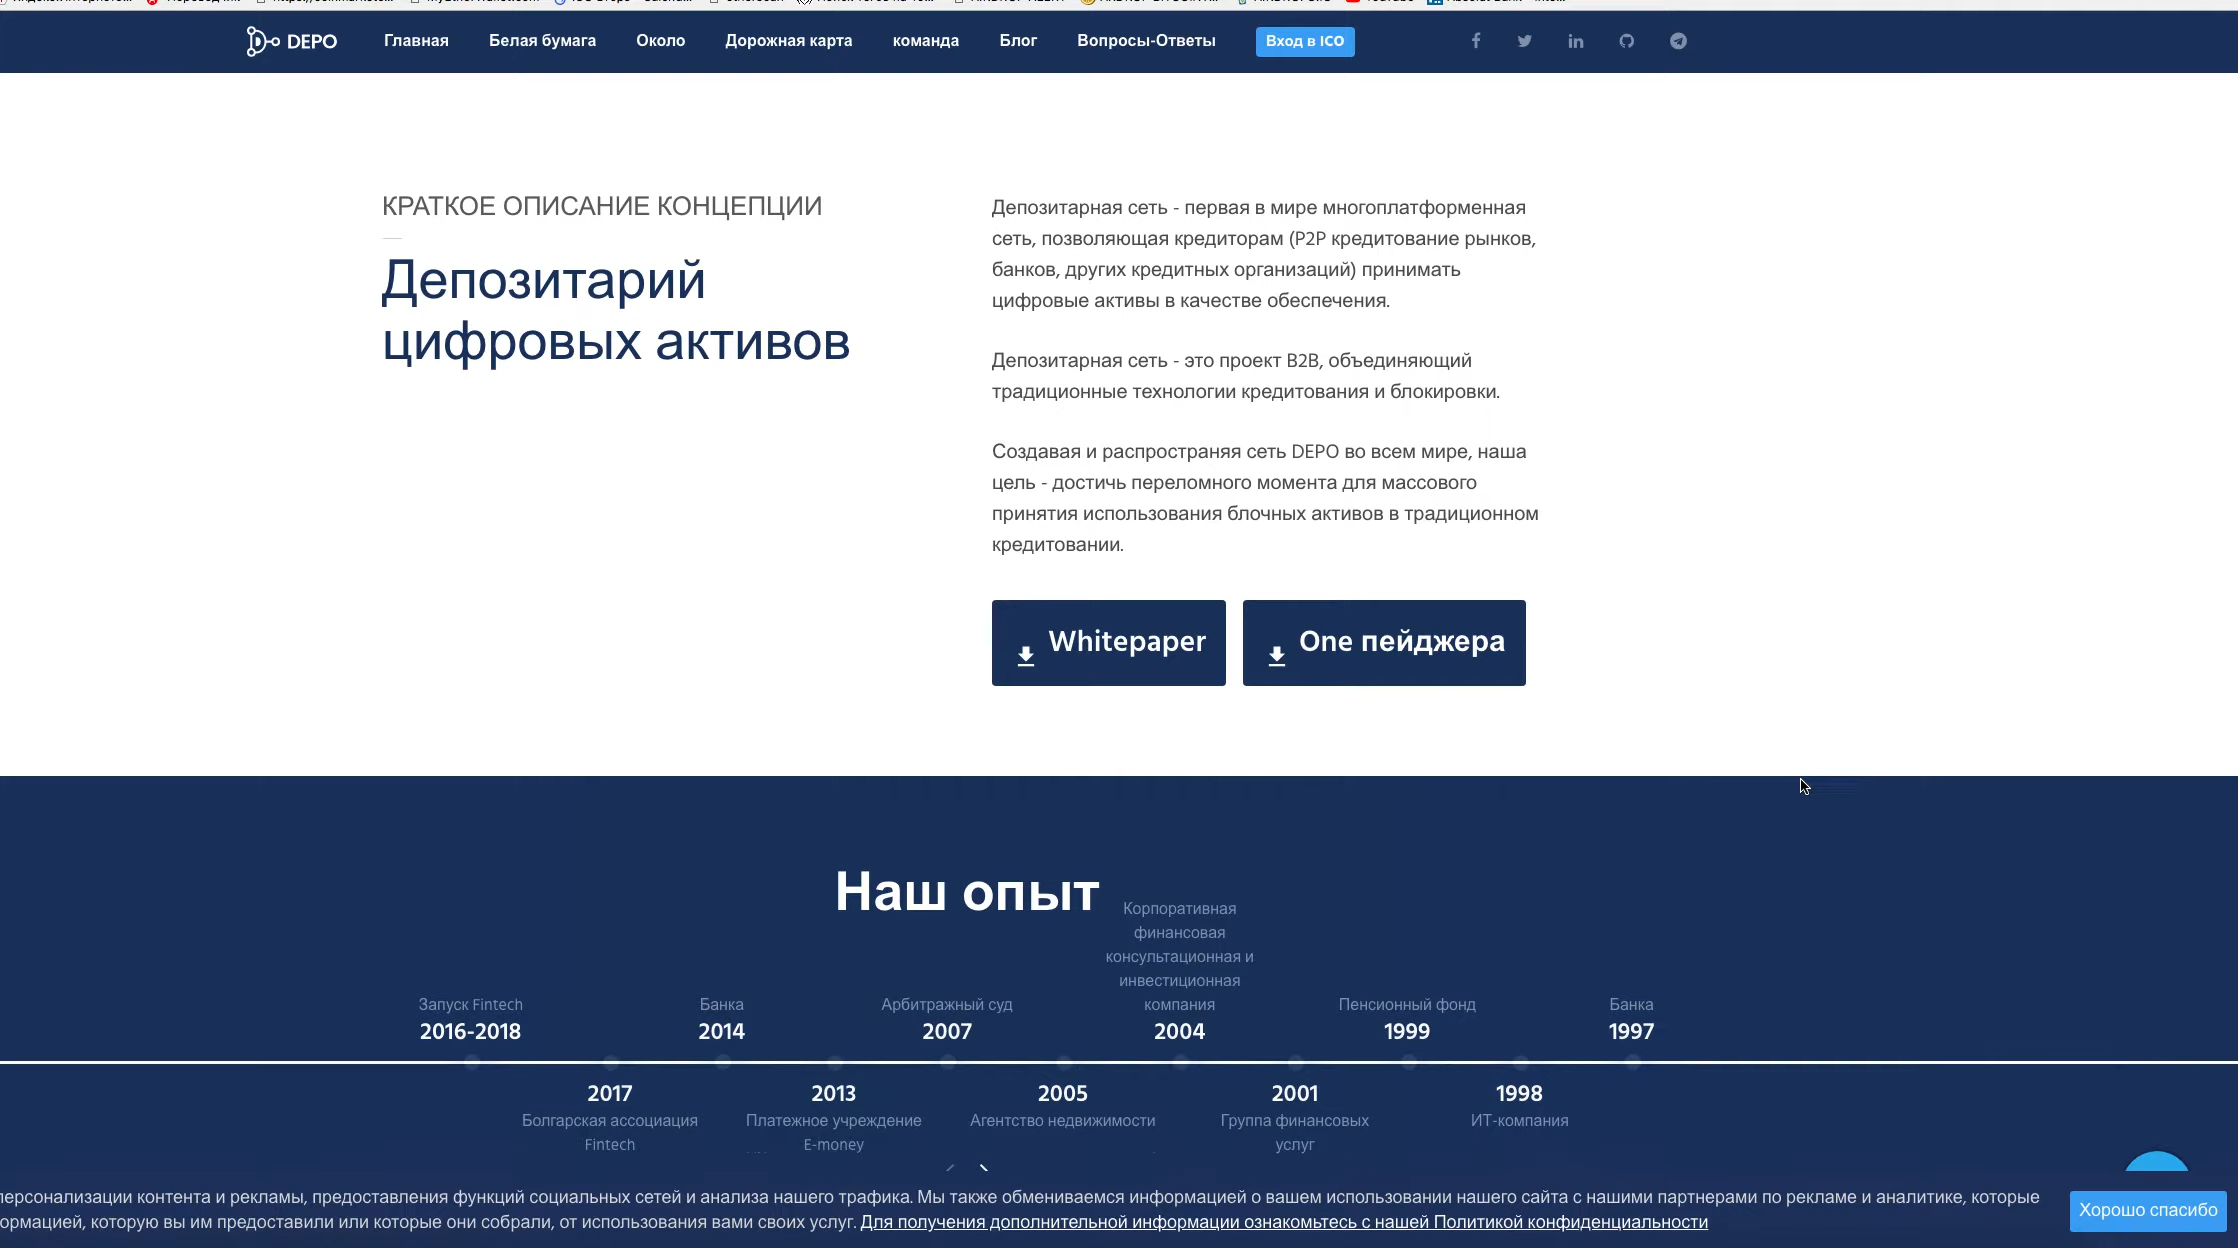 DEPO
Главная
Белая бумага
Около
Дорожная карта
команда
Блог
Вопросы-Ответы
Вход в ICO
КРАТКОЕ ОПИСАНИЕ КОНЦЕПЦИИ
Депозитарий
цифровых активов
Депозитарная сеть - первая в мире многоплатформенная
сеть, позволяющая кредиторам (P2P кредитование рынков,
банков, других кредитных организаций) принимать
цифровые активы в качестве обеспечения.
Депозитарная сеть - это проект B2B, объединяющий
традиционные технологии кредитования и блокировки.
Создавая и распространяя сеть DEPO во всем мире, наша
цель - достичь переломного момента для массового
принятия использования блочных активов в традиционном
кредитовании.
Whitepaper
One пейджера
Наш опыт
Запуск Fintech
2016-2018
Банка
2014
Арбитражный суд
2007
Корпоративная
финансовая
консультационная и
инвестиционная
компания
2004
Пенсионный фонд
1999
Банка
1997
2017
Болгарская ассоциация
Fintech
2013
Платежное учреждение
E-money
2005
Агентство недвижимости
2001
Группа финансовых
услуг
1998
ИТ-компания
персонализации контента и рекламы, предоставления функций социальных сетей и анализа нашего трафика. Мы также обмениваемся информацией о вашем использовании нашего сайта с нашими партнерами по рекламе и аналитике, которые
ормацией, которую вы им предоставили или которые они собрали, от использования вами своих услуг. Для получения дополнительной информации ознакомьтесь с нашей Политикой конфиденциальности
Хорошо спасибо